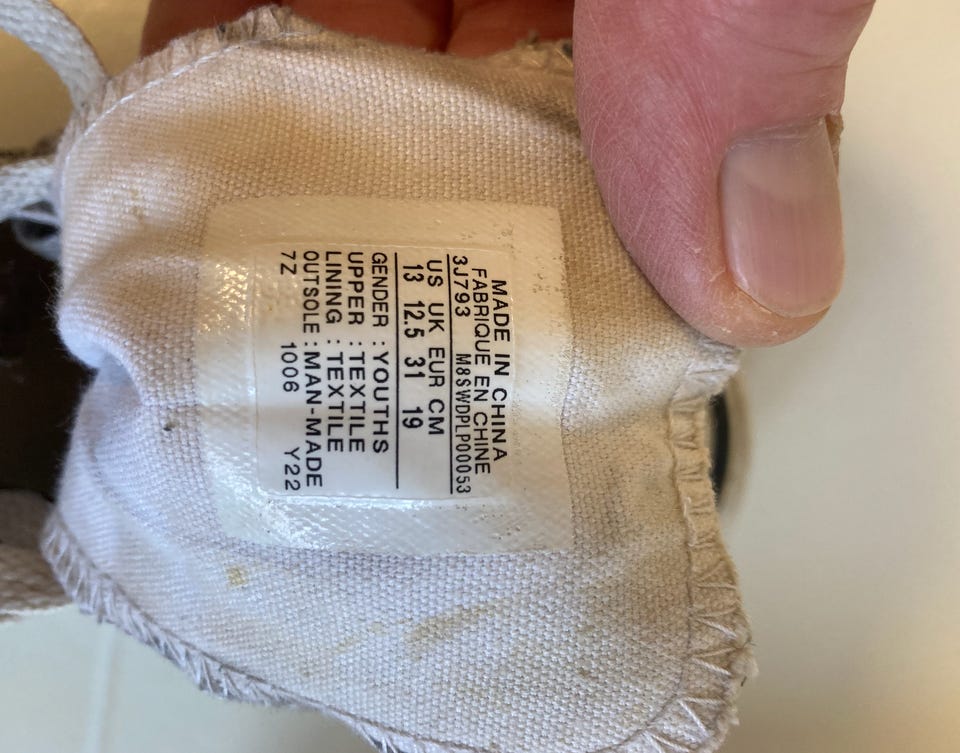 MADE IN CHINA
FABRIQUE EN CHINE
3J793 M8SWDPLP00053
US UK EUR CM
13 12.5 31 19
GENDER : YOUTHS
UPPER : TEXTILE
LINING : TEXTILE
OUTSOLE : MAN-MADE
7Z 1006 Y22